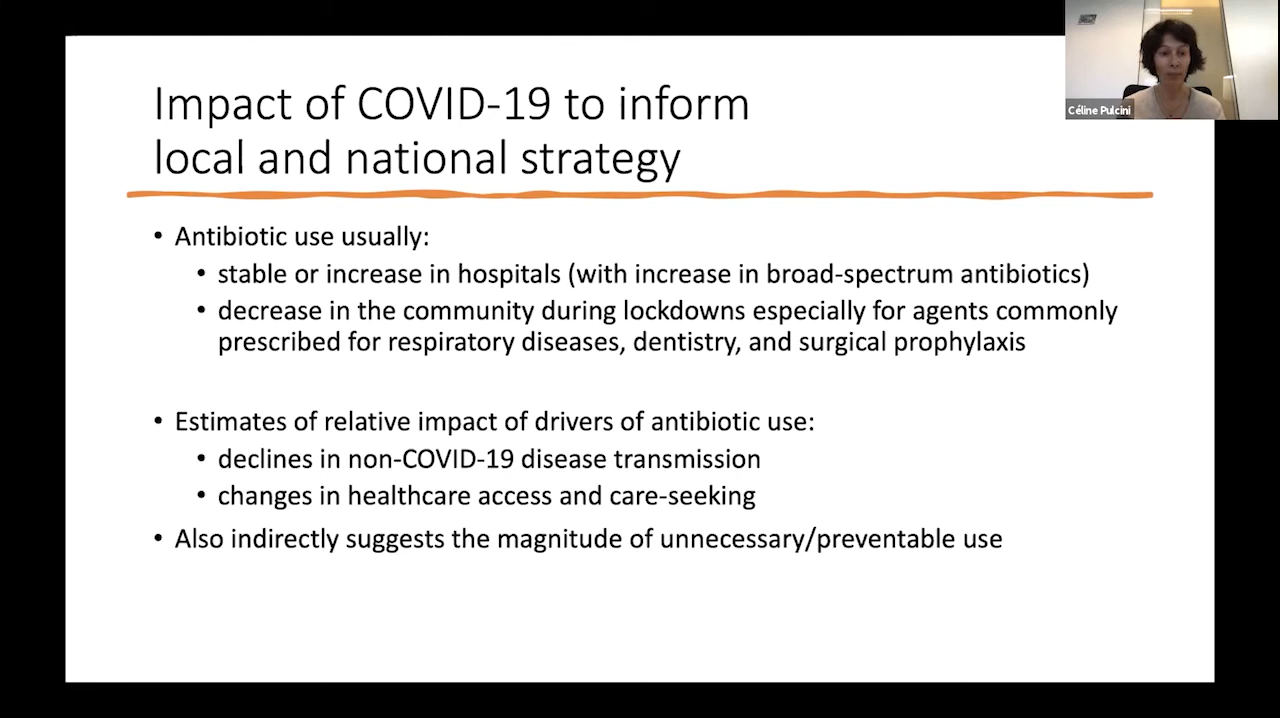 Impact of COVID-19 to inform
local and national strategy
Céline Pulcini
• Antibiotic use usually:
• stable or increase in hospitals (with increase in broad-spectrum antibiotics)
• decrease in the community during lockdowns especially for agents commonly
prescribed for respiratory diseases, dentistry, and surgical prophylaxis
• Estimates of relative impact of drivers of antibiotic use:
• declines in non-COVID-19 disease transmission
• changes in healthcare access and care-seeking
• Also indirectly suggests the magnitude of unnecessary/preventable use